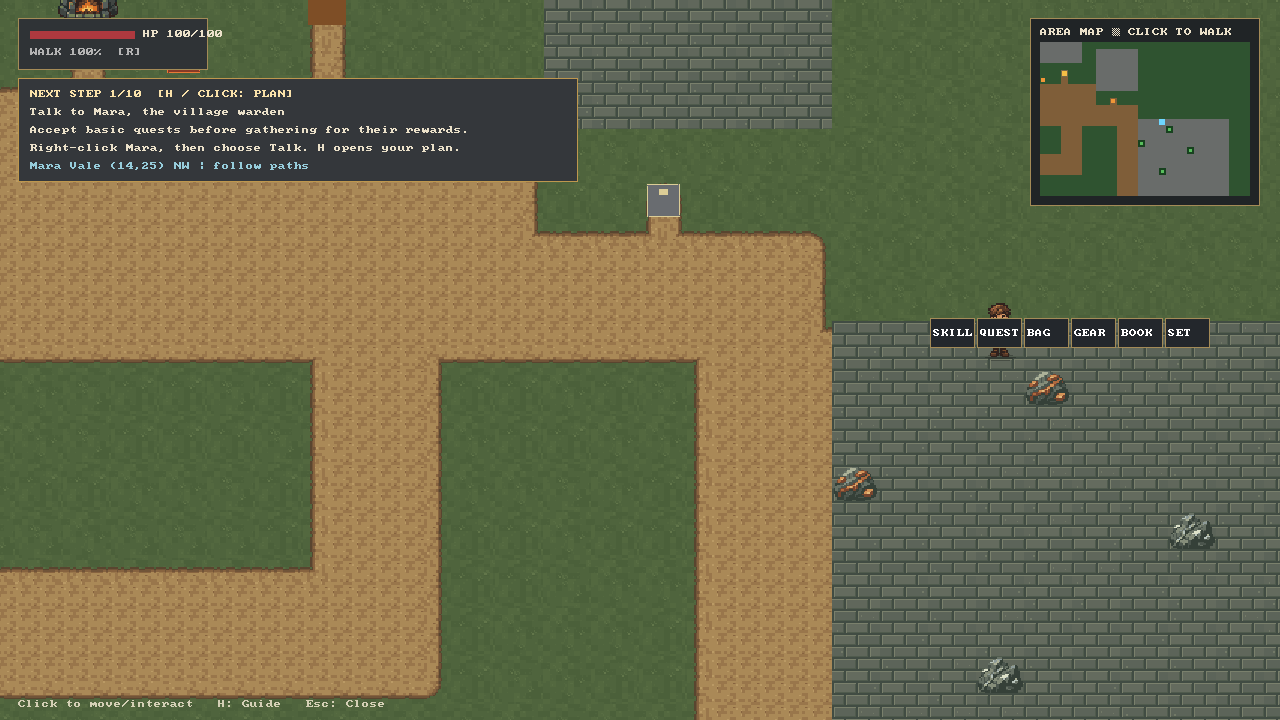 HP 100/100
WALK 100% [R]
NEXT STEP 1/10 [H / CLICK: PLAN]
Talk to Mara, the village warden
Accept basic quests before gathering for their rewards.
Right-click Mara, then choose Talk. H opens your plan.
Mara Vale (14,25) NW ¦ follow paths
AREA MAP ▒ CLICK TO WALK
SKILL QUEST BAG GEAR BOOK SET
Click to move/interact H: Guide Esc: Close